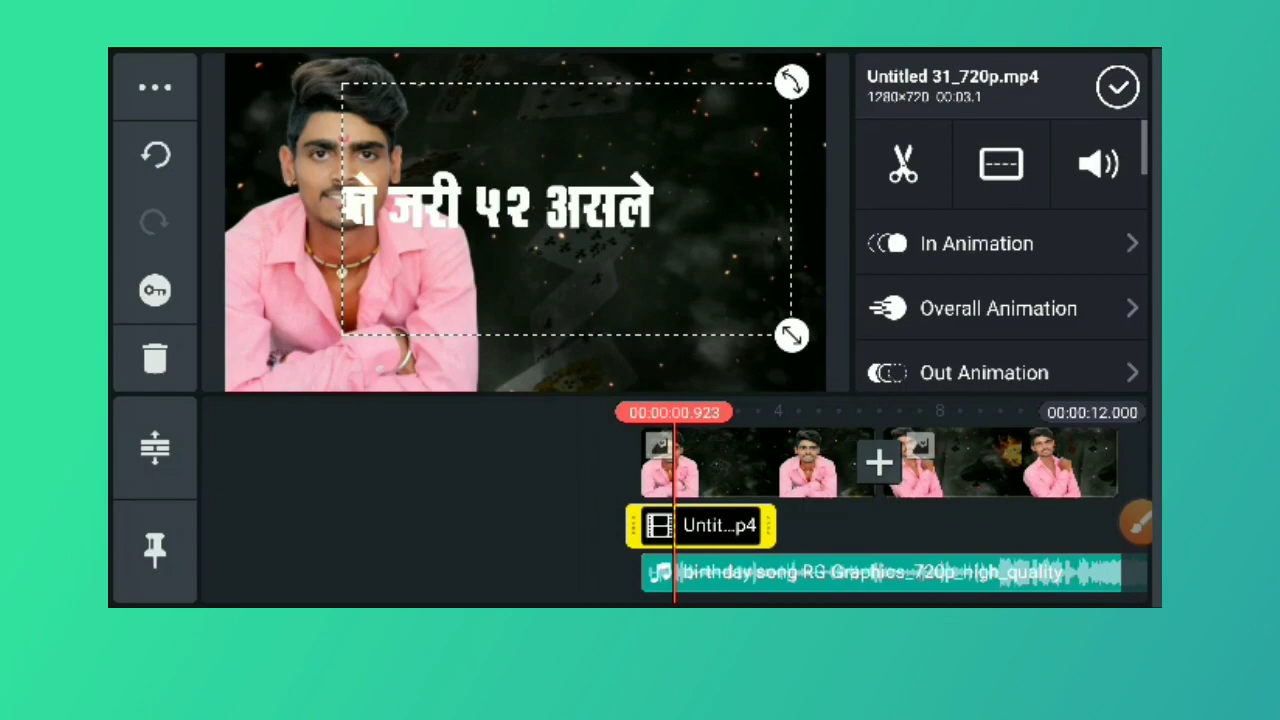 Untitled 31_720p.mp4
1280×720 00:03.1
ते जरी ५२ असले
In Animation
Overall Animation
Out Animation
00:00:00.923
4
8
00:00:12.000
Untit...p4
birthday song RG Graphics_720p_high_quality